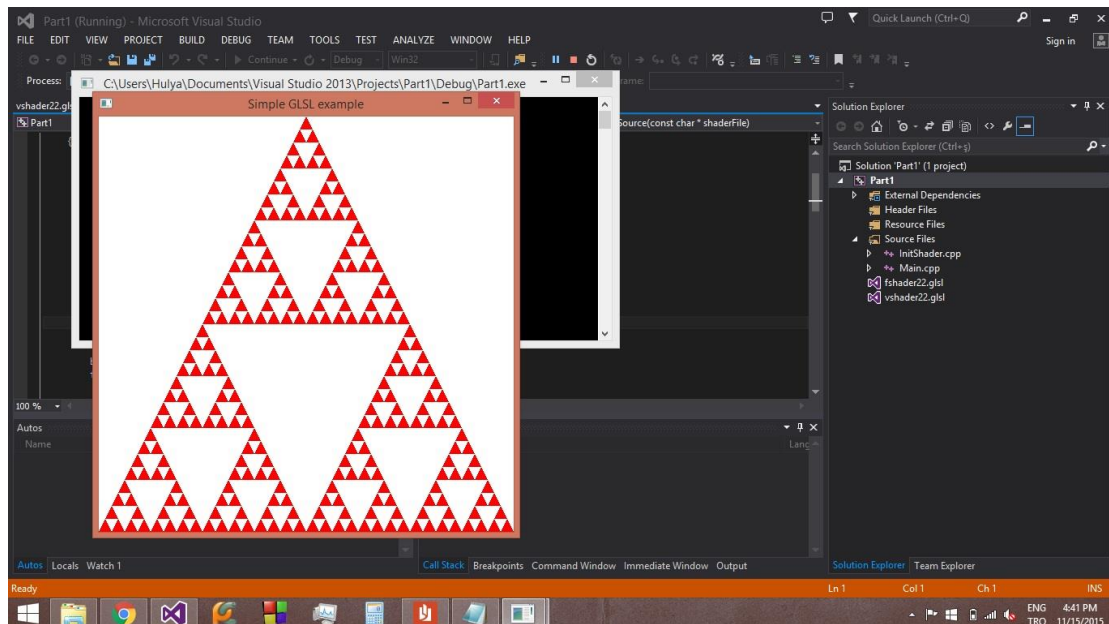 Part1 (Running) - Microsoft Visual Studio
Quick Launch (Ctrl+Q)
FILE EDIT VIEW PROJECT BUILD DEBUG TEAM TOOLS TEST ANALYZE WINDOW HELP
Sign in
Continue Debug Win32
Process:
C:\Users\Hulya\Documents\Visual Studio 2013\Projects\Part1\Debug\Part1.exe
Simple GLSL example
vshader22.gl
Part1
Source(const char * shaderFile)
Solution Explorer
Search Solution Explorer (Ctrl+ş)
Solution 'Part1' (1 project)
Part1
External Dependencies
Header Files
Resource Files
Source Files
InitShader.cpp
Main.cpp
fshader22.glsl
vshader22.glsl
100 %
Autos
Name
Lang
Autos Locals Watch 1
Call Stack Breakpoints Command Window Immediate Window Output
Solution Explorer Team Explorer
Ready
Ln 1 Col 1 Ch 1 INS
ENG 4:41 PM
TRQ 11/15/2015